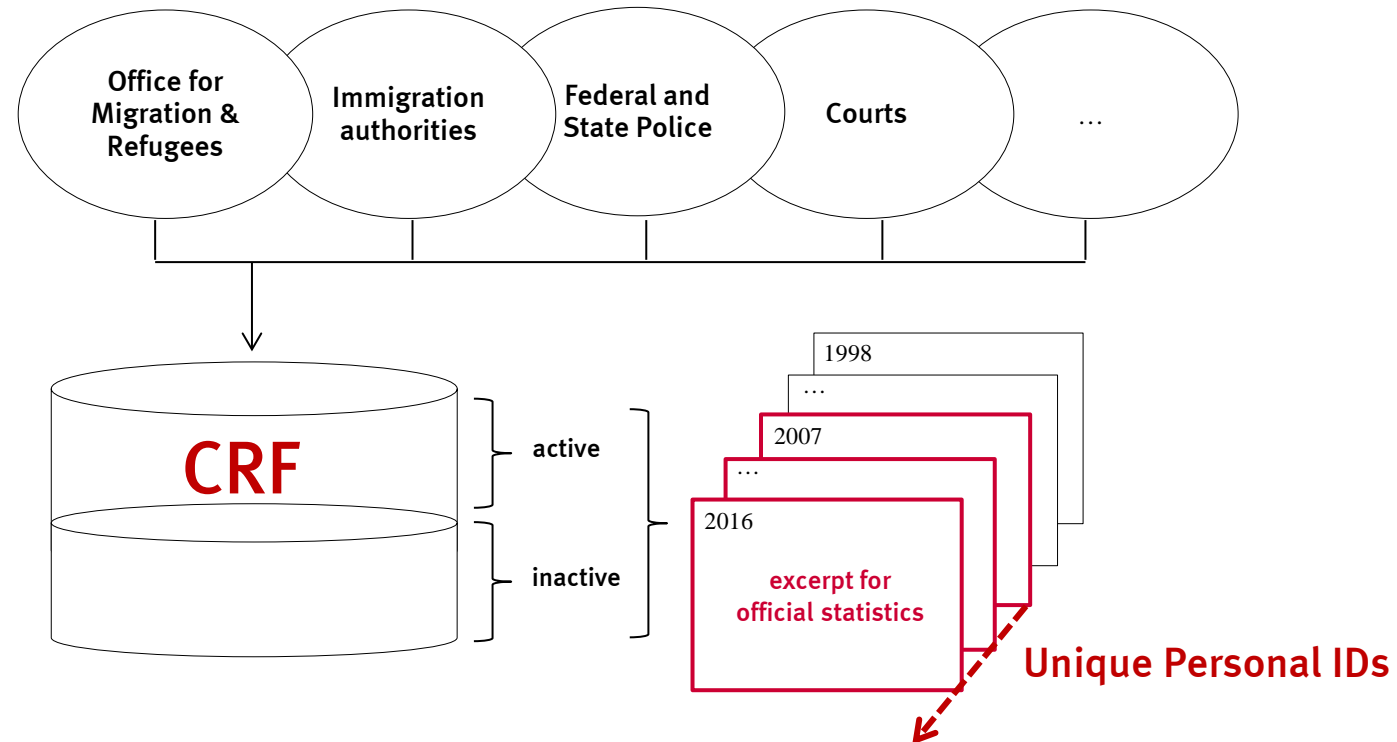 Office for
Migration &
Refugees
Immigration
authorities
Federal and
State Police
Courts
…
CRF
active
inactive
1998
…
2007
…
2016
excerpt for
official statistics
Unique Personal IDs